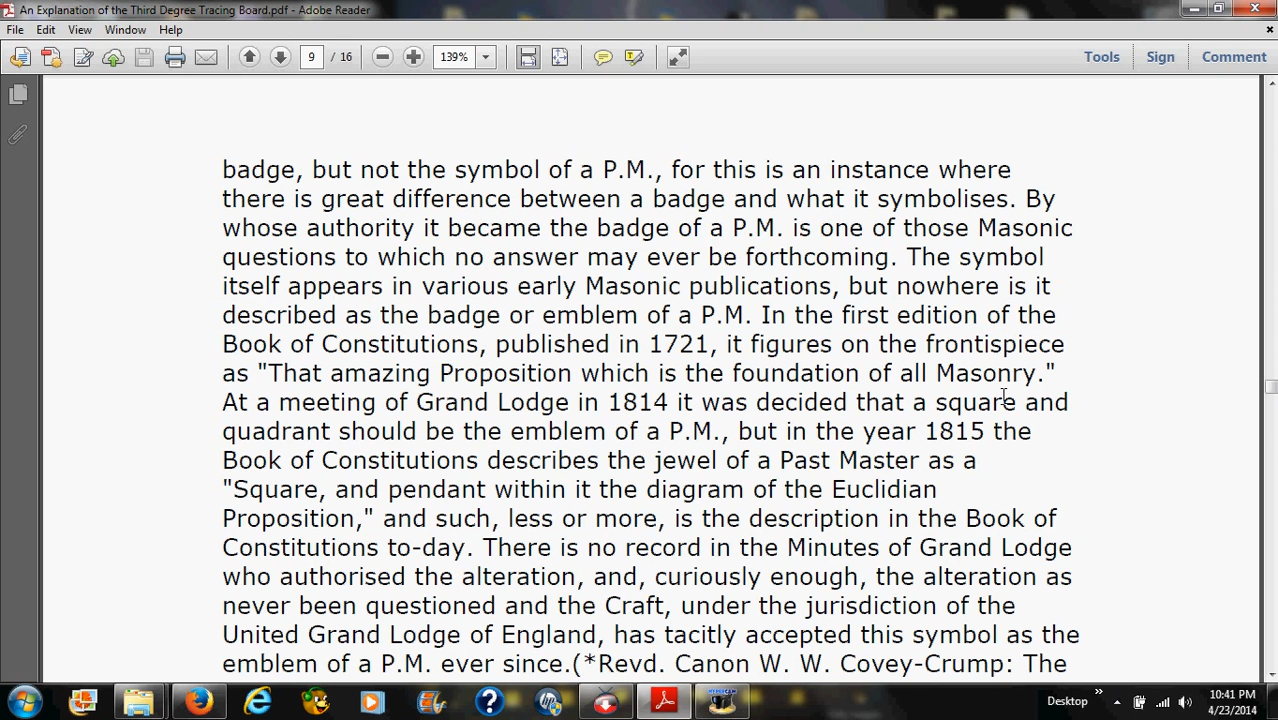 An Explanation of the Third Degree Tracing Board.pdf - Adobe Reader
File Edit View Window Help
9 / 16 139% Tools Sign Comment
badge, but not the symbol of a P.M., for this is an instance where
there is great difference between a badge and what it symbolises. By
whose authority it became the badge of a P.M. is one of those Masonic
questions to which no answer may ever be forthcoming. The symbol
itself appears in various early Masonic publications, but nowhere is it
described as the badge or emblem of a P.M. In the first edition of the
Book of Constitutions, published in 1721, it figures on the frontispiece
as "That amazing Proposition which is the foundation of all Masonry."
At a meeting of Grand Lodge in 1814 it was decided that a square and
quadrant should be the emblem of a P.M., but in the year 1815 the
Book of Constitutions describes the jewel of a Past Master as a
"Square, and pendant within it the diagram of the Euclidian
Proposition," and such, less or more, is the description in the Book of
Constitutions to-day. There is no record in the Minutes of Grand Lodge
who authorised the alteration, and, curiously enough, the alteration as
never been questioned and the Craft, under the jurisdiction of the
United Grand Lodge of England, has tacitly accepted this symbol as the
emblem of a P.M. ever since.(*Revd. Canon W. W. Covey-Crump: The
Desktop 10:41 PM
4/23/2014